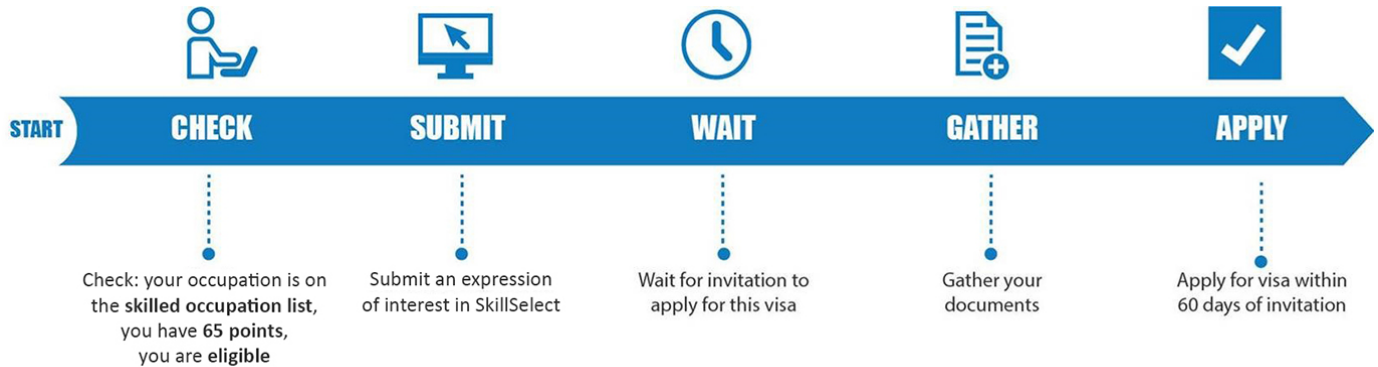 START
CHECK
SUBMIT
WAIT
GATHER
APPLY
Check: your occupation is on
the skilled occupation list,
you have 65 points,
you are eligible
Submit an expression
of interest in SkillSelect
Wait for invitation to
apply for this visa
Gather your
documents
Apply for visa within
60 days of invitation